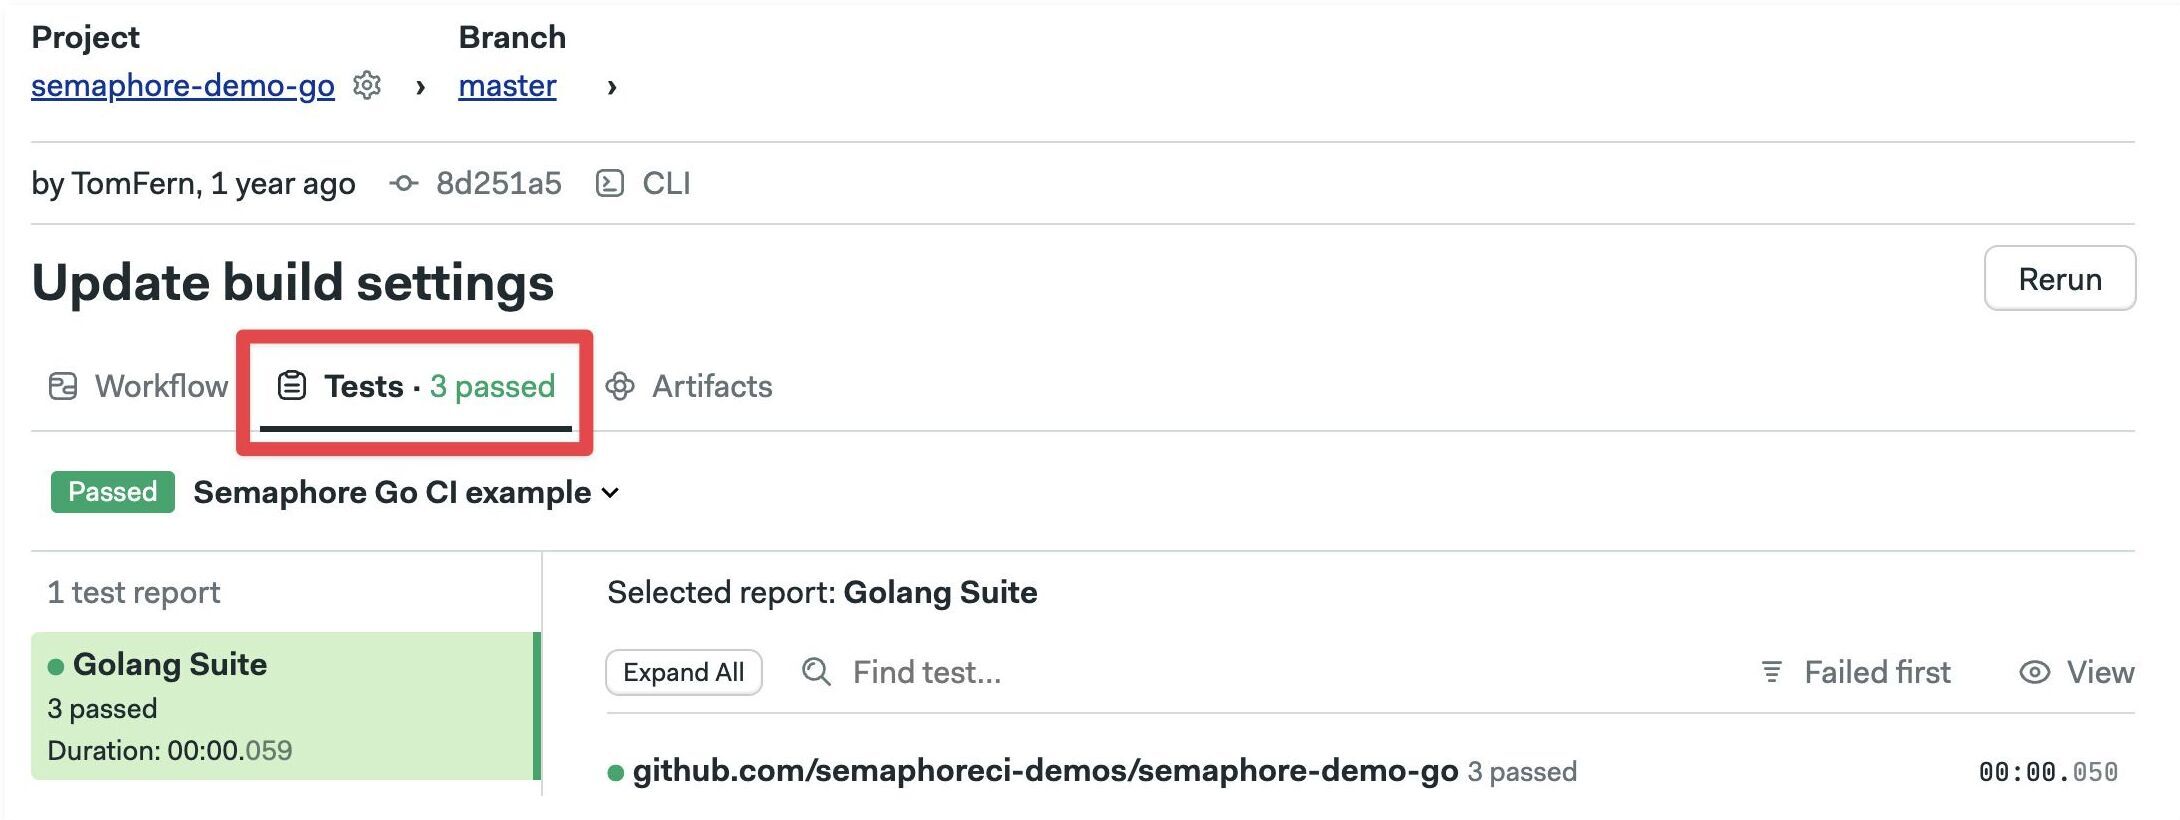 Project
Branch
semaphore-demo-go
master
by TomFern, 1 year ago
8d251a5
CLI
Update build settings
Rerun
Workflow
Tests · 3 passed
Artifacts
Passed
Semaphore Go CI example
1 test report
Golang Suite
3 passed
Duration: 00:00.059
Selected report: Golang Suite
Expand All
Find test...
Failed first
View
github.com/semaphoreci-demos/semaphore-demo-go 3 passed
00:00.050